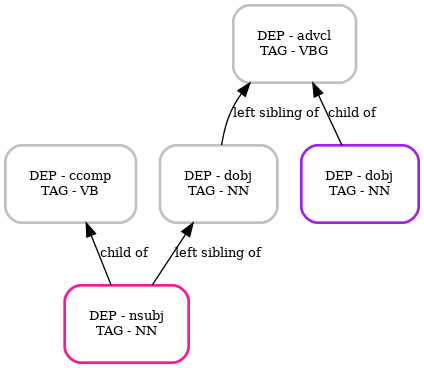 DEP - advcl
TAG - VBG
left sibling of
child of
DEP - ccomp
TAG - VB
DEP - dobj
TAG - NN
DEP - dobj
TAG - NN
child of
left sibling of
DEP - nsubj
TAG - NN